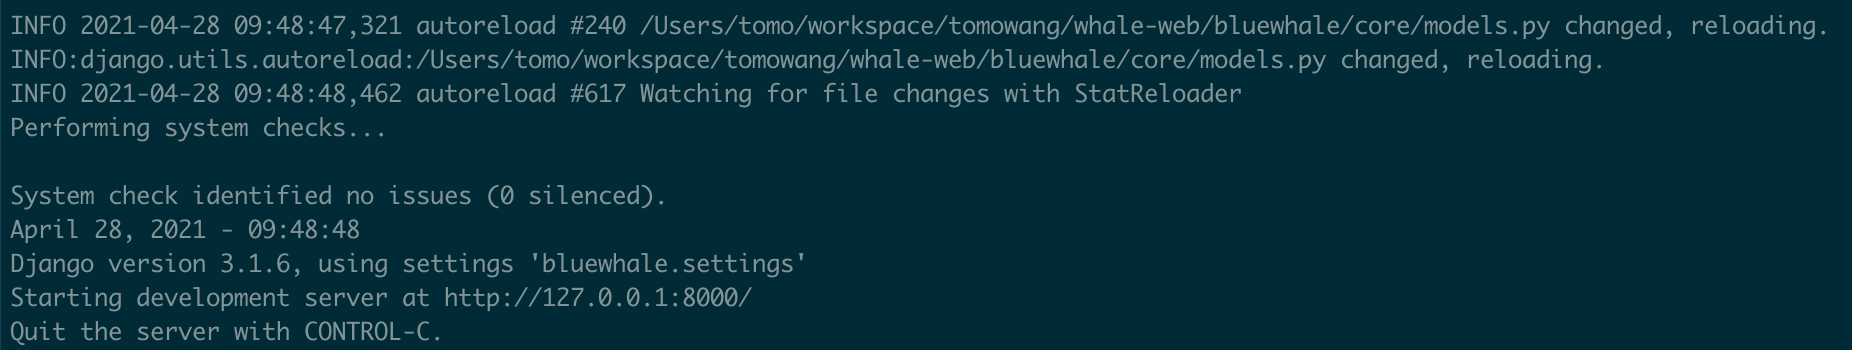 INFO 2021-04-28 09:48:47,321 autoreload #240 /Users/tomo/workspace/tomowang/whale-web/bluewhale/core/models.py changed, reloading.
INFO:django.utils.autoreload:/Users/tomo/workspace/tomowang/whale-web/bluewhale/core/models.py changed, reloading.
INFO 2021-04-28 09:48:48,462 autoreload #617 Watching for file changes with StatReloader
Performing system checks...
System check identified no issues (0 silenced).
April 28, 2021 - 09:48:48
Django version 3.1.6, using settings 'bluewhale.settings'
Starting development server at http://127.0.0.1:8000/
Quit the server with CONTROL-C.